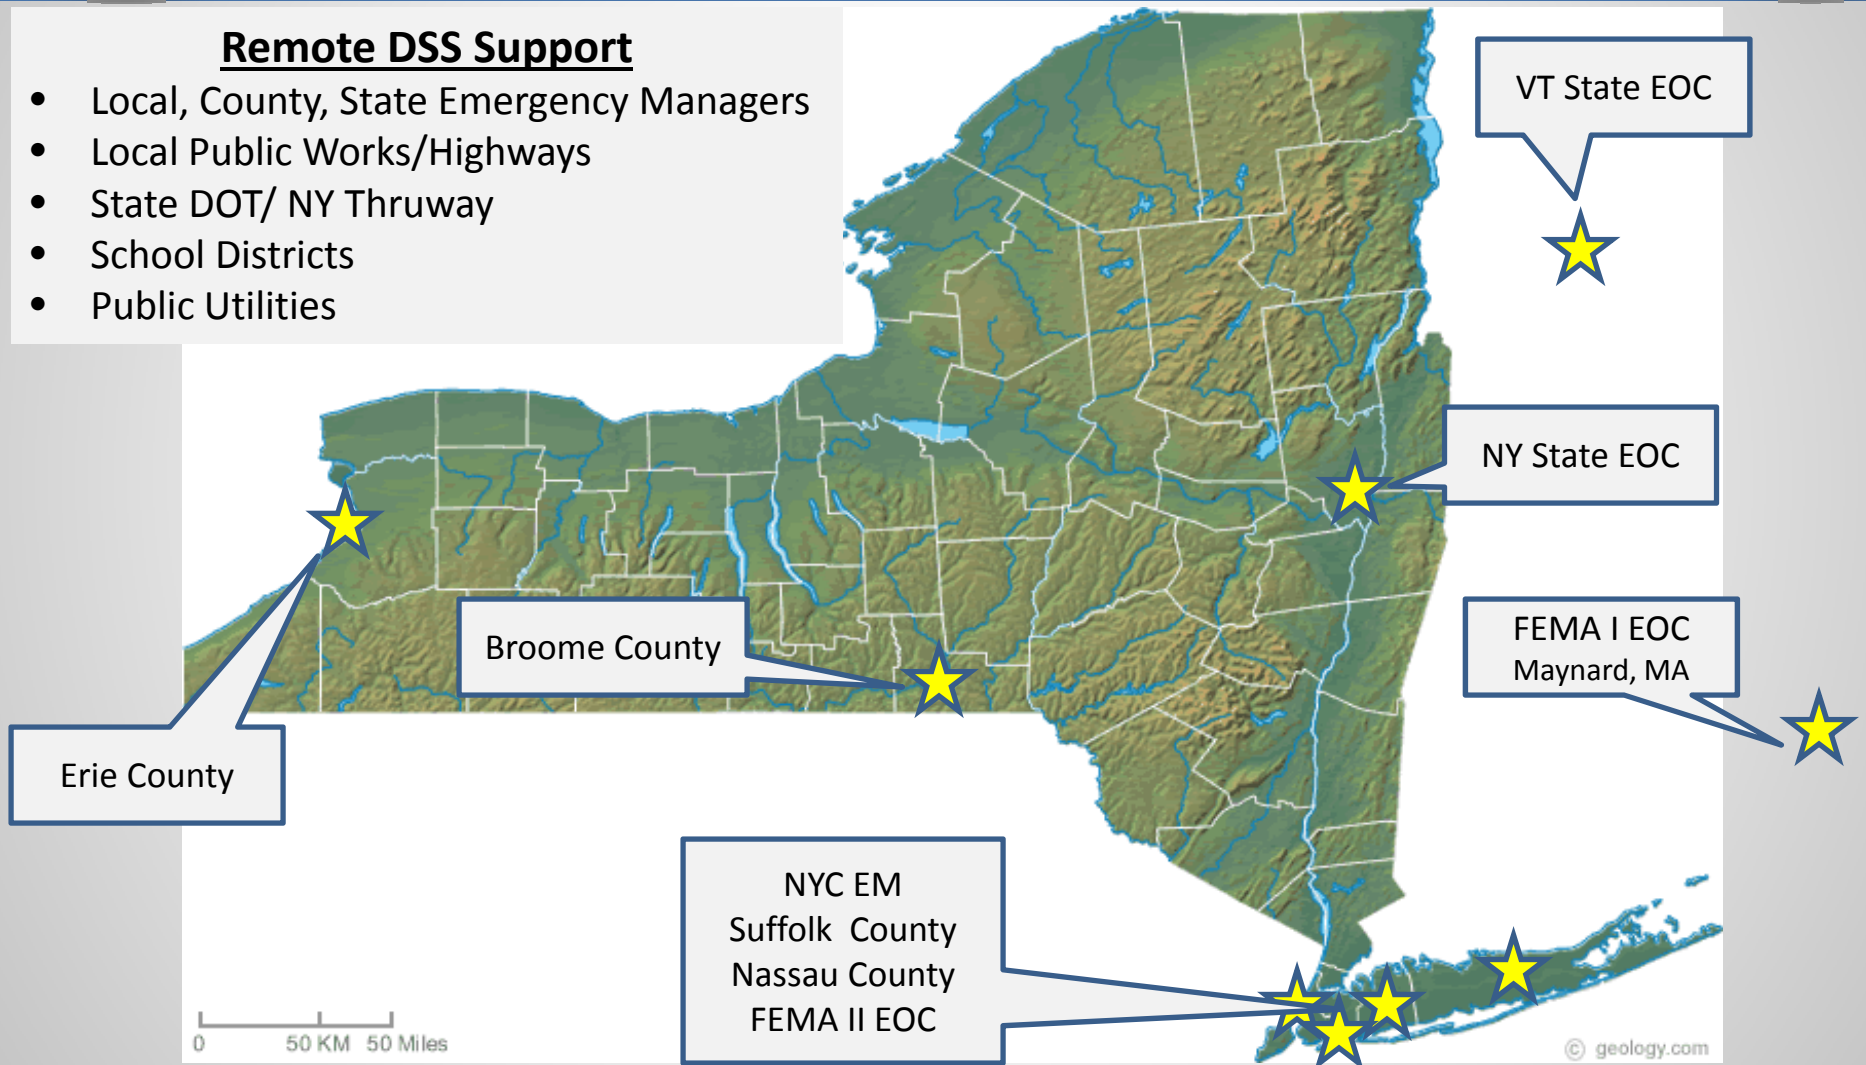 Remote DSS Support
• Local, County, State Emergency Managers
• Local Public Works/Highways
• State DOT/ NY Thruway
• School Districts
• Public Utilities
VT State EOC
NY State EOC
FEMA I EOC
Maynard, MA
Broome County
Erie County
NYC EM
Suffolk County
Nassau County
FEMA II EOC
0 50 KM 50 Miles
© geology.com